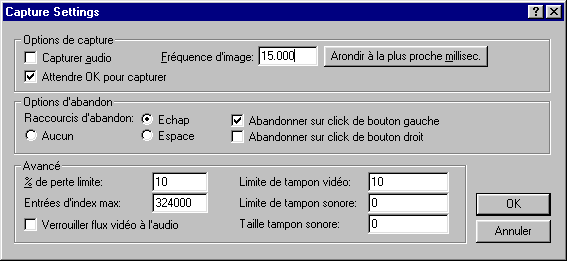 Capture Settings
Options de capture
Capturer audio
Fréquence d'image: 15.000 Arondir à la plus proche millisec.
Attendre OK pour capturer
Options d'abandon
Raccourcis d'abandon: Echap Abandonner sur click de bouton gauche
Aucun Espace Abandonner sur click de bouton droit
Avancé
% de perte limite: 10 Limite de tampon vidéo: 10
Entrées d'index max: 324000 Limite de tampon sonore: 0
Verrouiller flux vidéo à l'audio Taille tampon sonore: 0
OK
Annuler